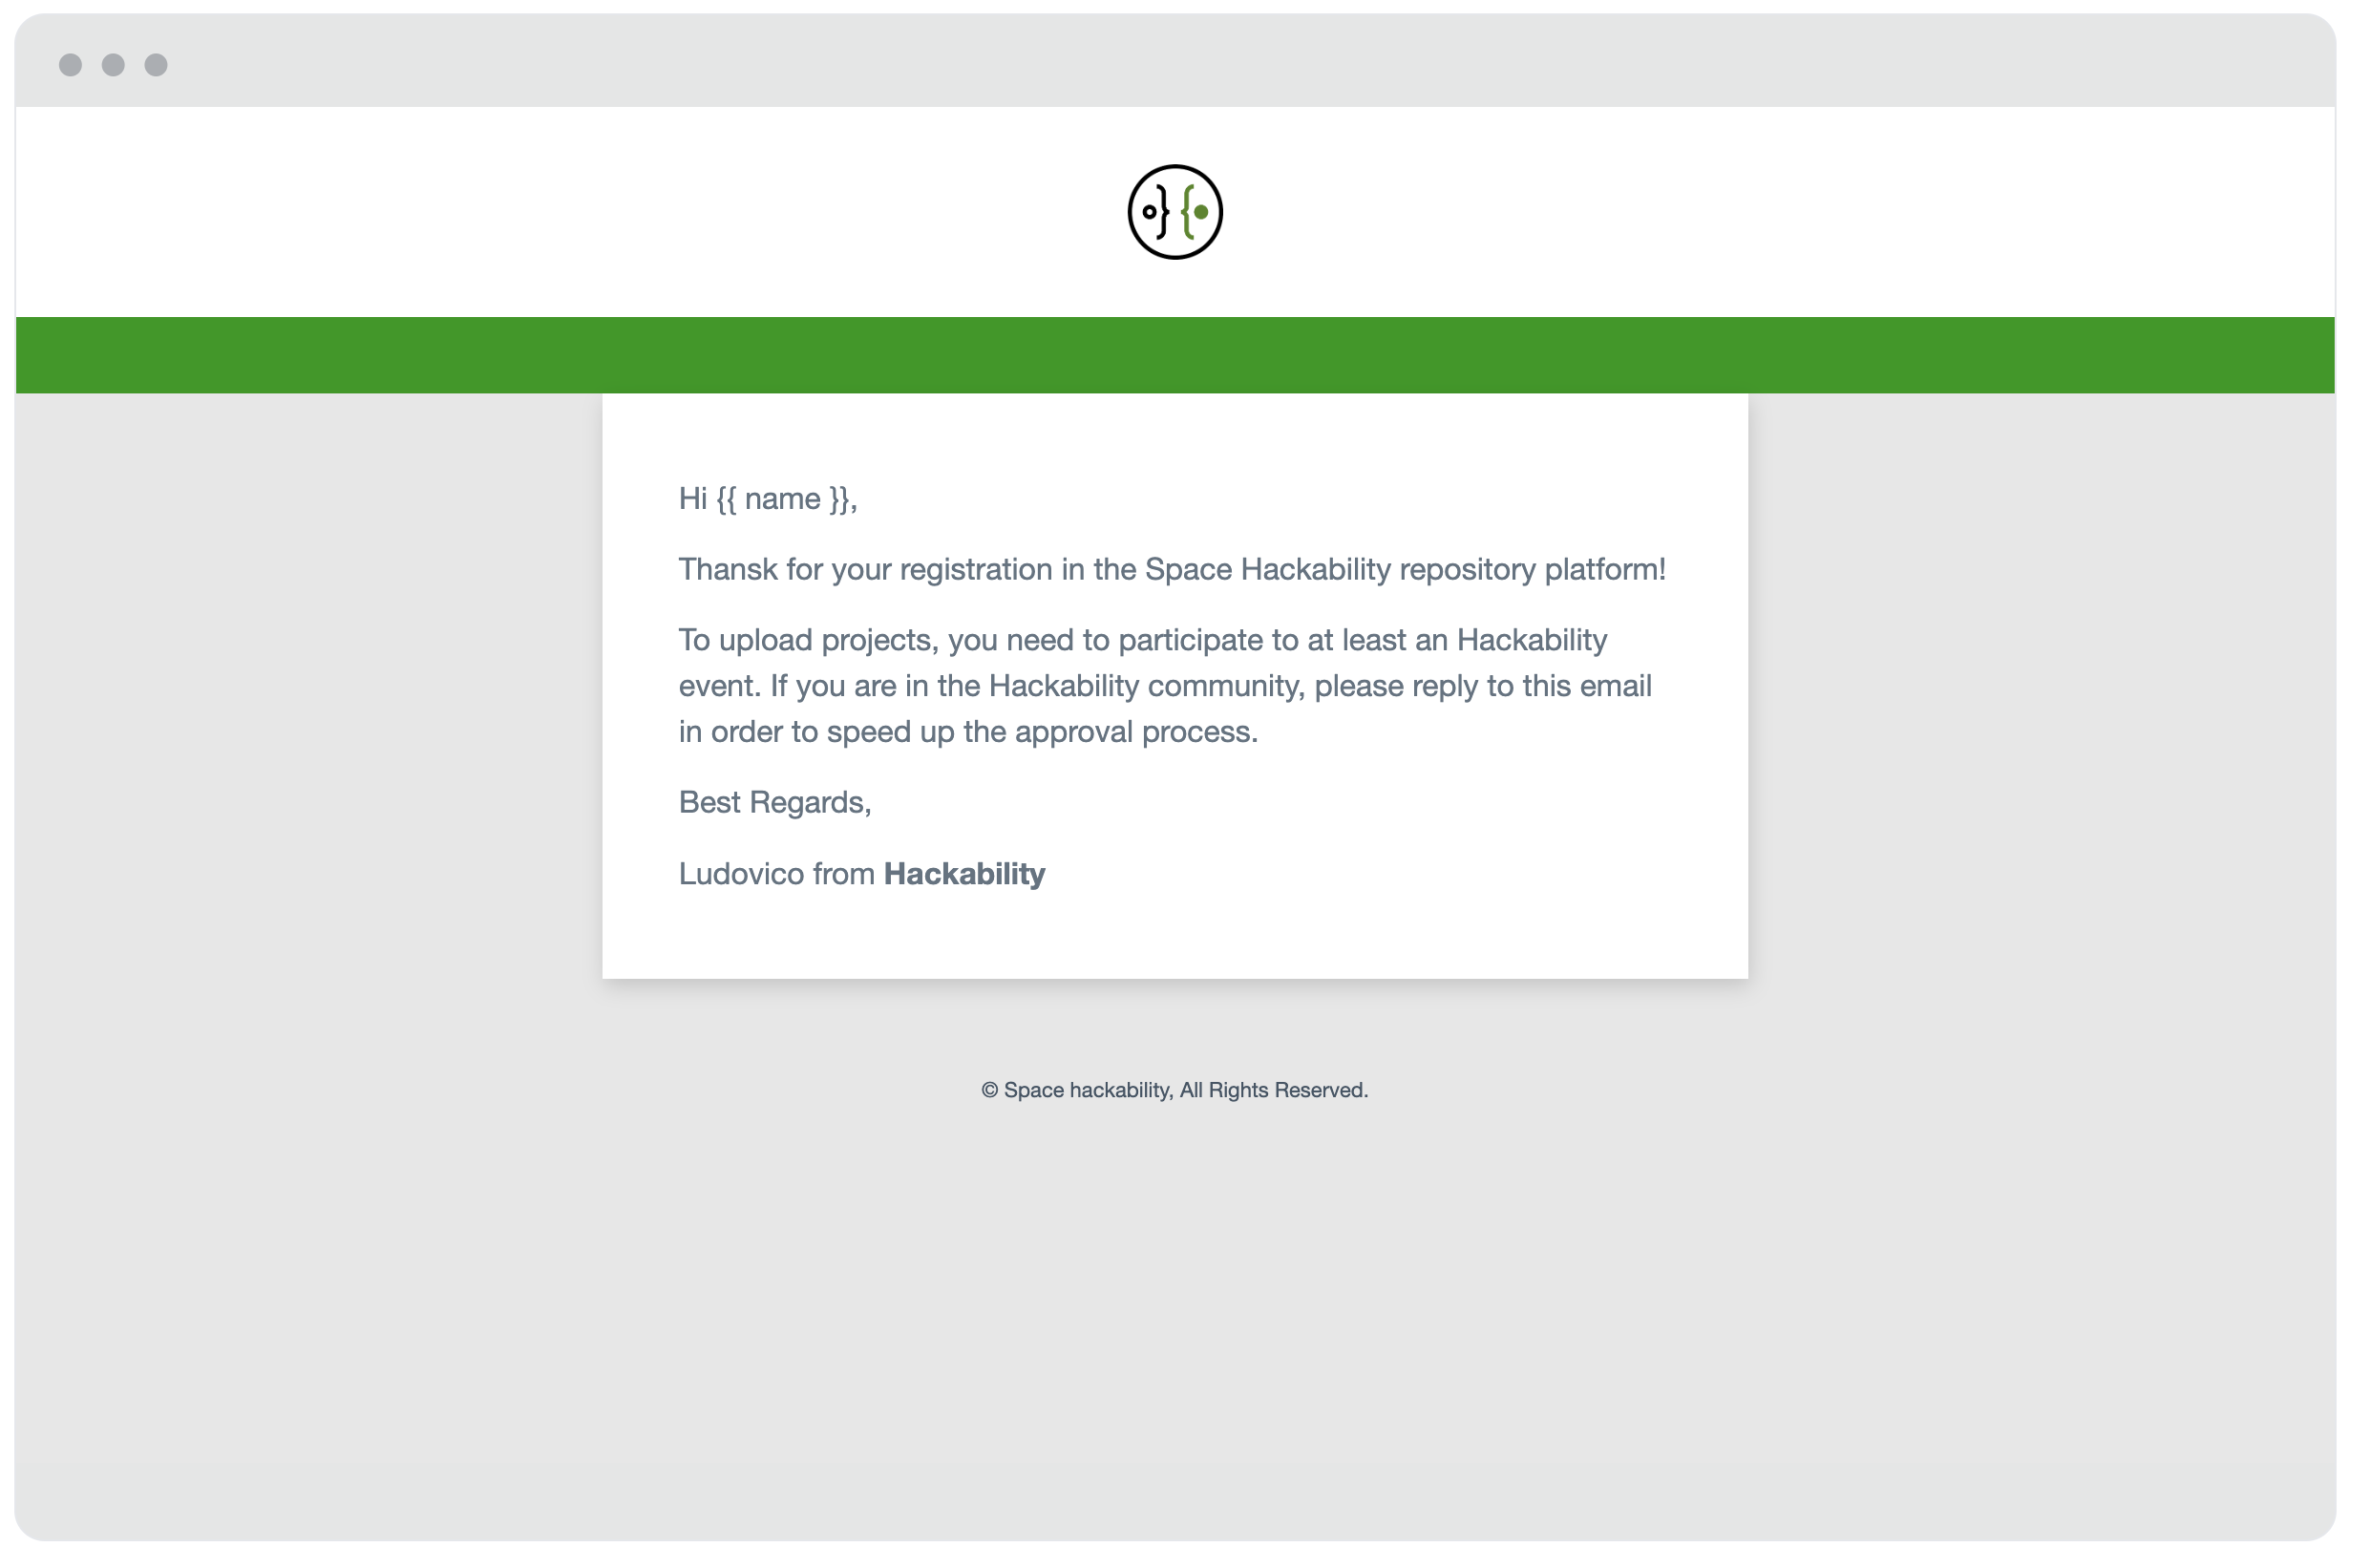 Hi {{ name }},
Thansk for your registration in the Space Hackability repository platform!
To upload projects, you need to participate to at least an Hackability
event. If you are in the Hackability community, please reply to this email
in order to speed up the approval process.
Best Regards,
Ludovico from Hackability
© Space hackability, All Rights Reserved.